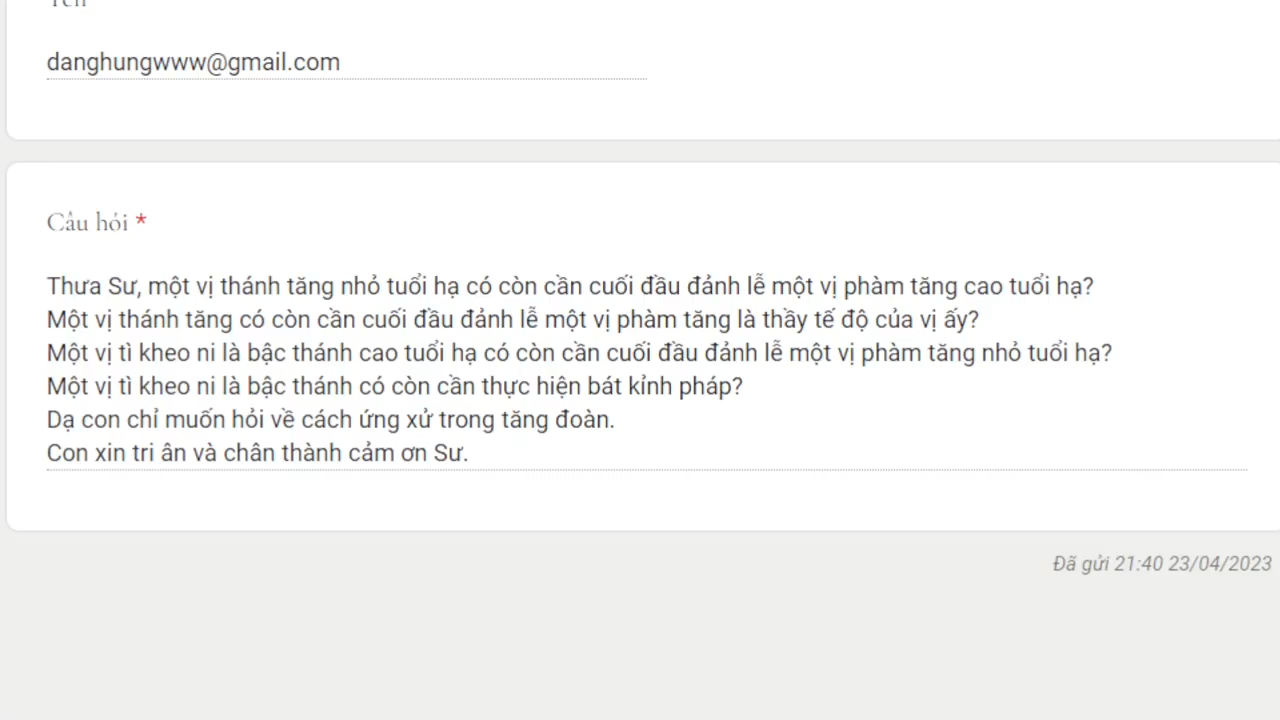 Tên
danghungwww@gmail.com
Câu hỏi *
Thưa Sư, một vị thánh tăng nhỏ tuổi hạ có còn cần cuối đầu đảnh lễ một vị phàm tăng cao tuổi hạ?
Một vị thánh tăng có còn cần cuối đầu đảnh lễ một vị phàm tăng là thầy tế độ của vị ấy?
Một vị tì kheo ni là bậc thánh cao tuổi hạ có còn cần cuối đầu đảnh lễ một vị phàm tăng nhỏ tuổi hạ?
Một vị tì kheo ni là bậc thánh có còn cần thực hiện bát kỉnh pháp?
Dạ con chỉ muốn hỏi về cách ứng xử trong tăng đoàn.
Con xin tri ân và chân thành cảm ơn Sư.
Đã gửi 21:40 23/04/2023